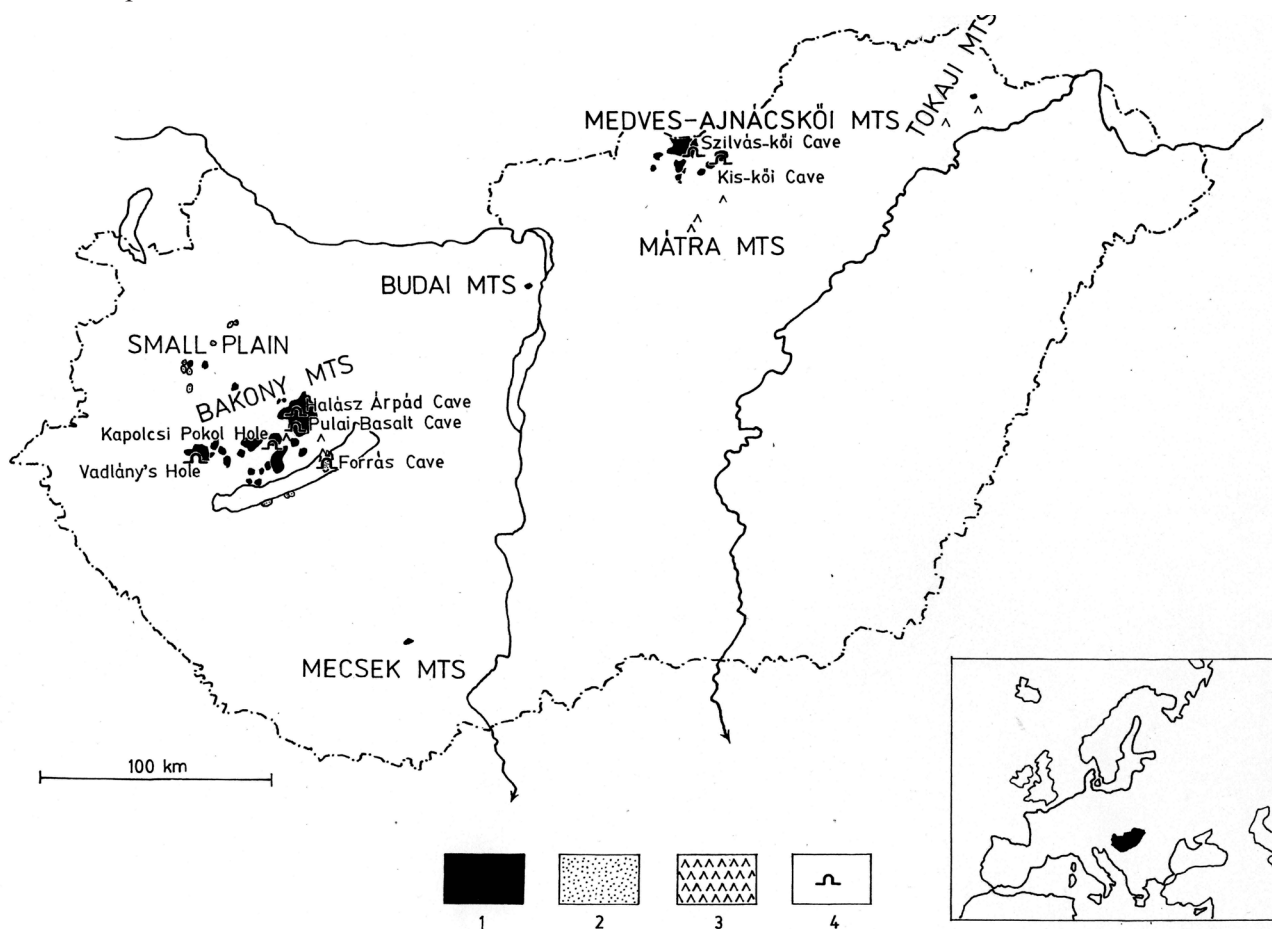 TOKAJI MTS
MEDVES-AJNÁCSKŐI MTS
Szilvás-kői Cave
Kis-kői Cave
MÁTRA MTS
BUDAI MTS
SMALL PLAIN
BAKONY MTS
Halász Árpád Cave
Pulai Basalt Cave
Kapolcsi Pokol Hole
Forrás Cave
Vadlány's Hole
MECSEK MTS
100 km
1
2
3
4